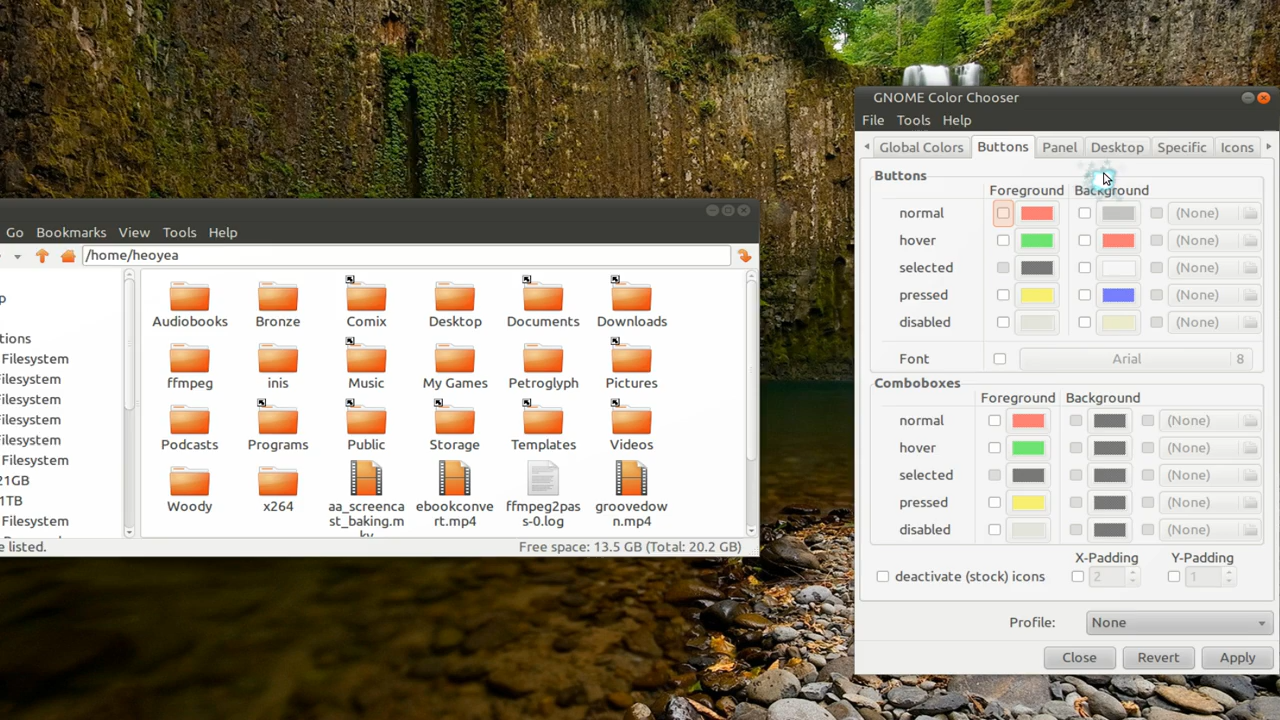 Go Bookmarks View Tools Help
/home/heoyea
p
tions
Filesystem
Filesystem
Filesystem
Filesystem
Filesystem
Filesystem
21GB
1TB
Filesystem
Audiobooks Bronze Comix Desktop Documents Downloads
ffmpeg inis Music My Games Petroglyph Pictures
Podcasts Programs Public Storage Templates Videos
Woody x264 aa_screenca ebookconve ffmpeg2pas groovedow
st_baking.m rt.mp4 s-0.log n.mp4
kv
e listed. Free space: 13.5 GB (Total: 20.2 GB)
GNOME Color Chooser
File Tools Help
Global Colors Buttons Panel Desktop Specific Icons
Buttons
Foreground Background
normal (None)
hover (None)
selected (None)
pressed (None)
disabled (None)
Font Arial 8
Comboboxes
Foreground Background
normal (None)
hover (None)
selected (None)
pressed (None)
disabled (None)
X-Padding Y-Padding
deactivate (stock) icons 2 1
Profile: None
Close Revert Apply